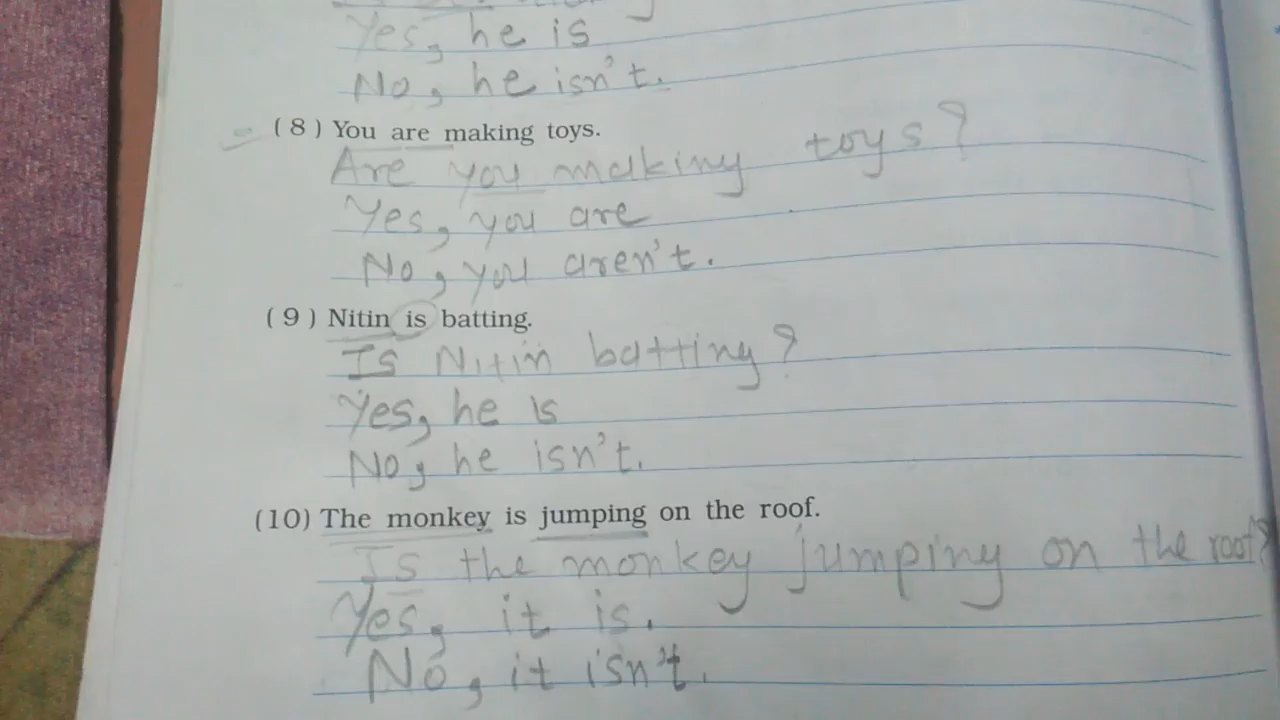 Yes, he is
No, he isn't.
(8) You are making toys.
Are you making toys?
Yes, you are
No, you aren't.
(9) Nitin is batting.
Is Nitin batting?
Yes, he is
No, he isn't.
(10) The monkey is jumping on the roof.
Is the monkey jumping on the roof?
Yes, it is.
No, it isn't.